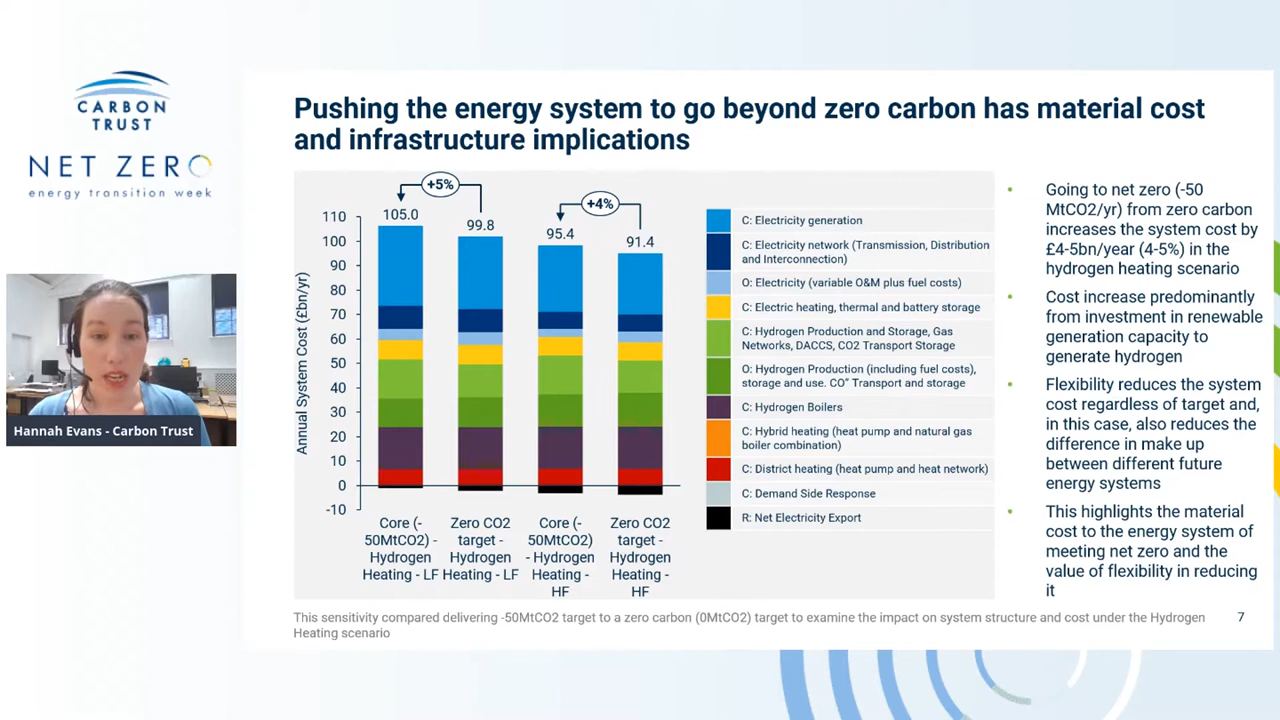 CARBON
TRUST
NET ZERO
energy transition week
Hannah Evans - Carbon Trust
Pushing the energy system to go beyond zero carbon has material cost
and infrastructure implications
+5%
+4%
105.0
99.8
95.4
91.4
Annual System Cost (£bn/yr)
110
100
90
80
70
60
50
40
30
20
10
0
-10
Core (-
50MtCO2) -
Hydrogen
Heating - LF
Zero CO2
target -
Hydrogen
Heating - LF
Core (-
50MtCO2)
- Hydrogen
Heating -
HF
Zero CO2
target -
Hydrogen
Heating -
HF
C: Electricity generation
C: Electricity network (Transmission, Distribution
and Interconnection)
O: Electricity (variable O&M plus fuel costs)
C: Electric heating, thermal and battery storage
C: Hydrogen Production and Storage, Gas
Networks, DACCS, CO2 Transport Storage
O: Hydrogen Production (including fuel costs),
storage and use. CO" Transport and storage
C: Hydrogen Boilers
C: Hybrid heating (heat pump and natural gas
boiler combination)
C: District heating (heat pump and heat network)
C: Demand Side Response
R: Net Electricity Export
• Going to net zero (-50
MtCO2/yr) from zero carbon
increases the system cost by
£4-5bn/year (4-5%) in the
hydrogen heating scenario
• Cost increase predominantly
from investment in renewable
generation capacity to
generate hydrogen
• Flexibility reduces the system
cost regardless of target and,
in this case, also reduces the
difference in make up
between different future
energy systems
• This highlights the material
cost to the energy system of
meeting net zero and the
value of flexibility in reducing
it
This sensitivity compared delivering -50MtCO2 target to a zero carbon (0MtCO2) target to examine the impact on system structure and cost under the Hydrogen
Heating scenario
7